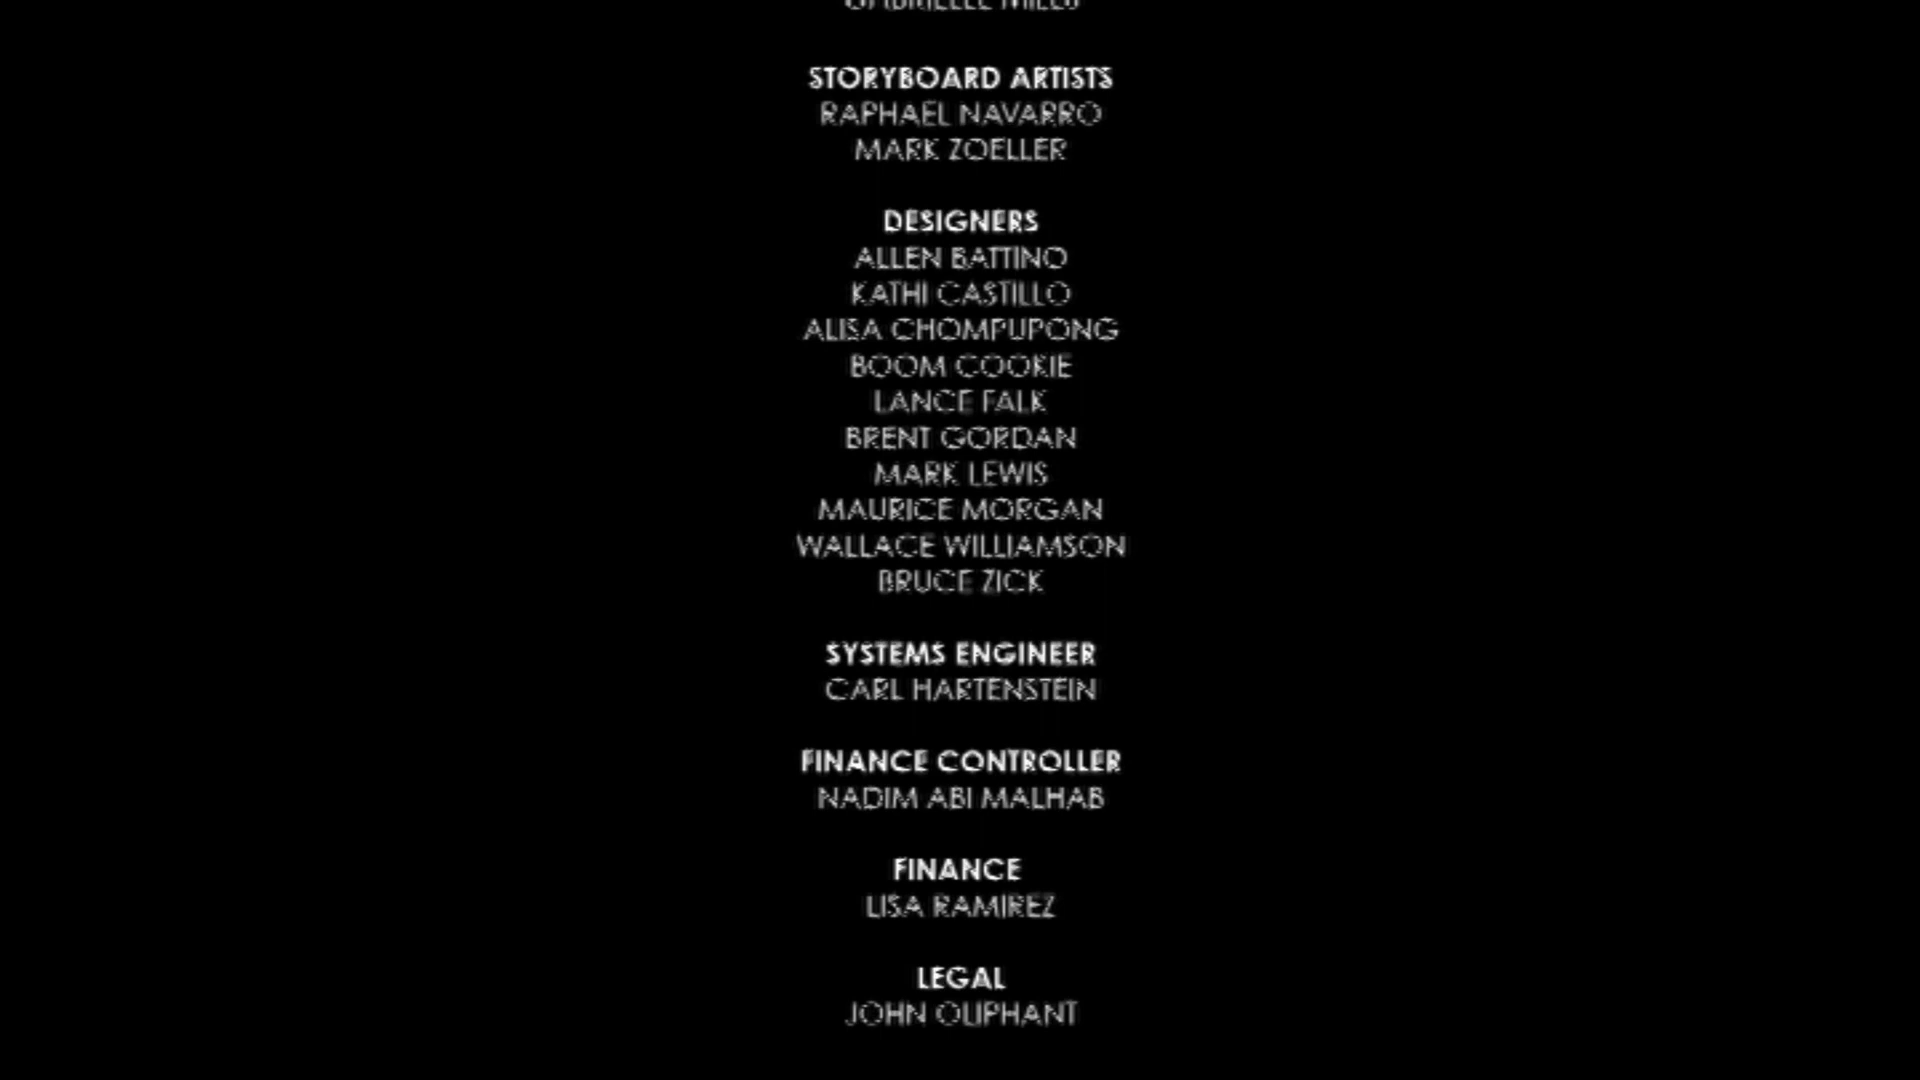 STORYBOARD ARTISTS
RAPHAEL NAVARRO
MARK ZOELLER
DESIGNERS
ALLEN BATTINO
KATHI CASTILLO
ALISA CHOMPUPONG
BOOM COOKIE
LANCE FALK
BRENT GORDAN
MARK LEWIS
MAURICE MORGAN
WALLACE WILLIAMSON
BRUCE ZICK
SYSTEMS ENGINEER
CARL HARTENSTEIN
FINANCE CONTROLLER
NADIM ABI MALHAB
FINANCE
LISA RAMIREZ
LEGAL
JOHN OLIPHANT